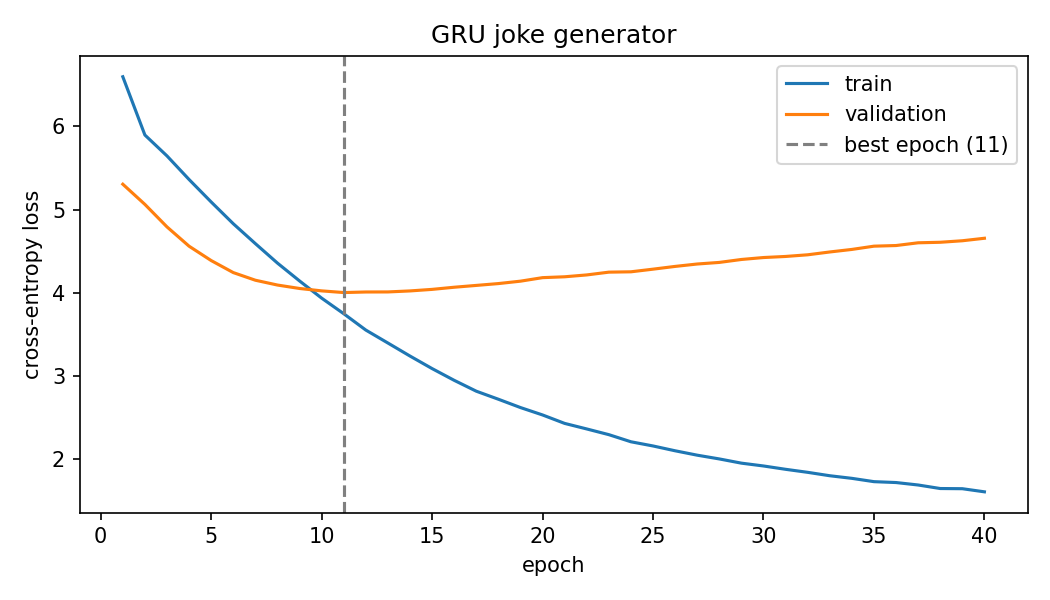 GRU joke generator
train
validation
best epoch (11)
cross-entropy loss
6
5
4
3
2
0 5 10 15 20 25 30 35 40
epoch